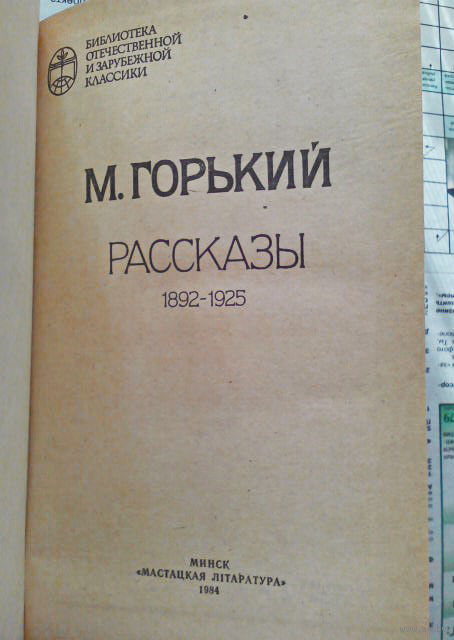 БИБЛИОТЕКА
ОТЕЧЕСТВЕННОЙ
И ЗАРУБЕЖНОЙ
КЛАССИКИ
М. ГОРЬКИЙ
РАССКАЗЫ
1892-1925
МИНСК
«МАСТАЦКАЯ ЛІТАРАТУРА»
1984